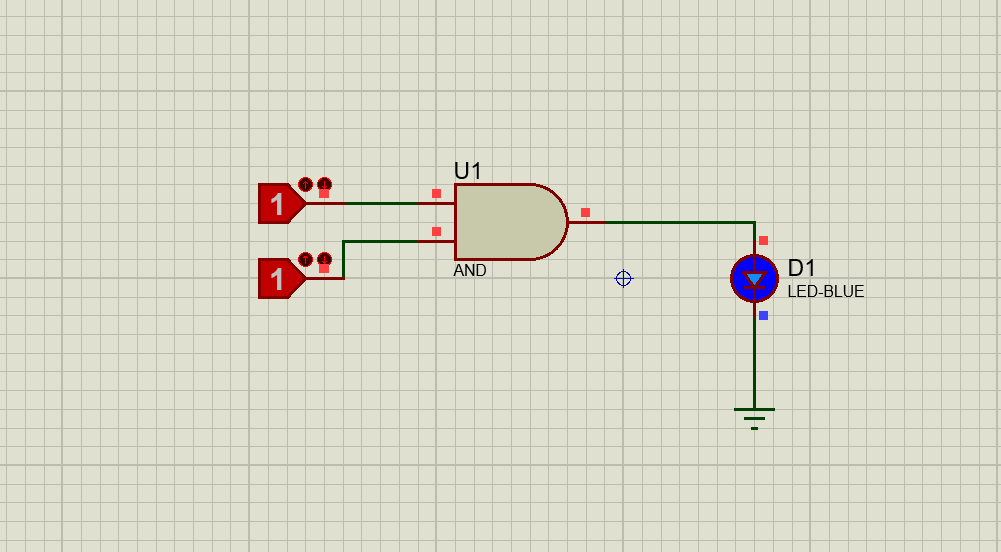 U1
1
1
AND
D1
LED-BLUE